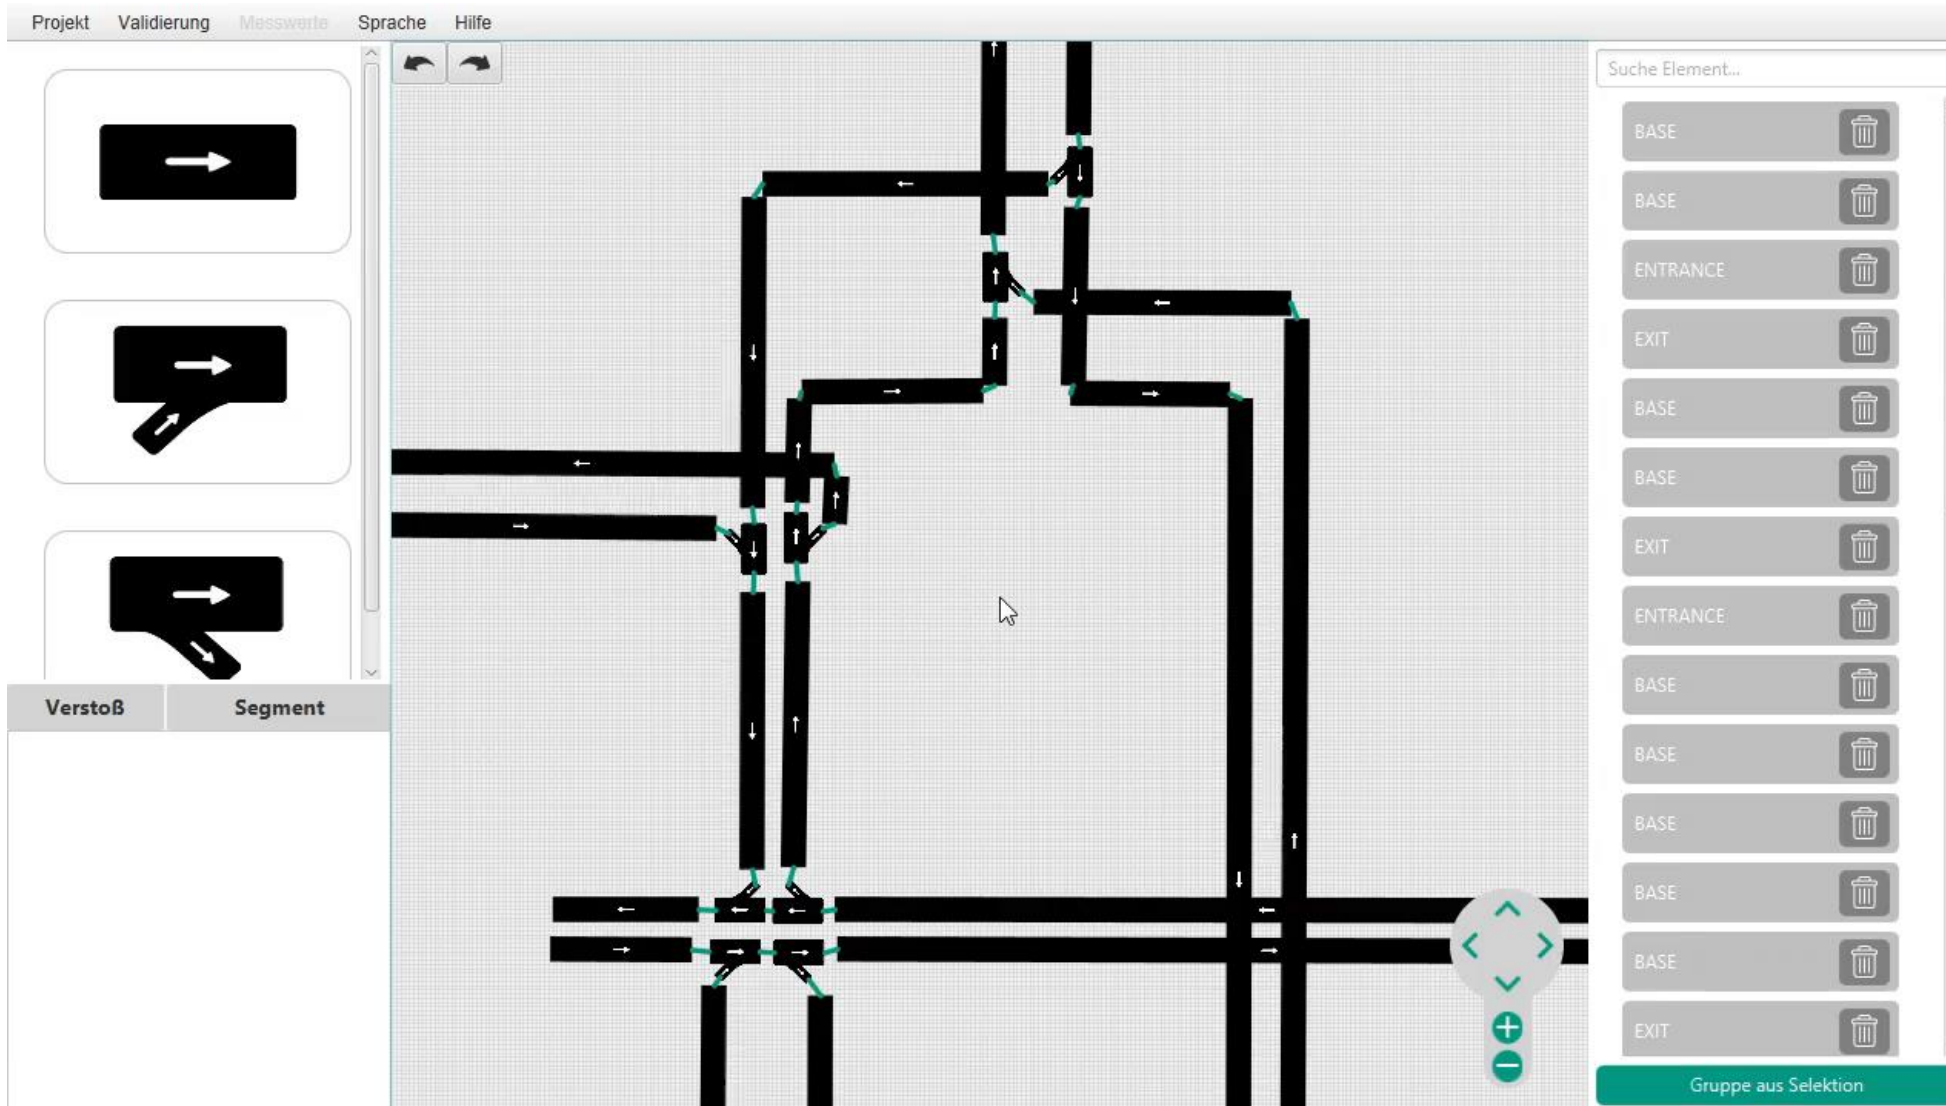 Projekt Validierung Messwerte Sprache Hilfe
Suche Element...
BASE
BASE
ENTRANCE
EXIT
BASE
BASE
EXIT
ENTRANCE
BASE
BASE
BASE
BASE
BASE
EXIT
Verstoß Segment
Gruppe aus Selektion